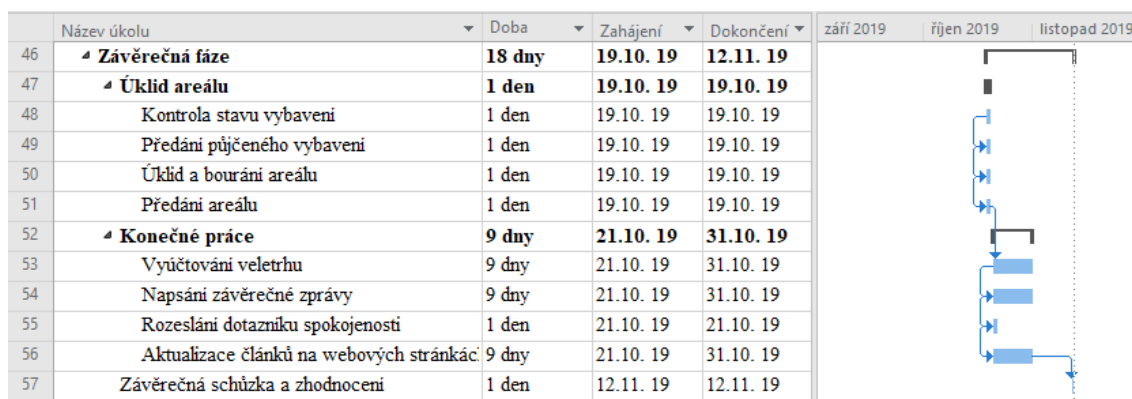 Název úkolu Doba Zahájení Dokončení září 2019 říjen 2019 listopad 2019
46 Závěrečná fáze 18 dny 19.10. 19 12.11. 19
47 Úklid areálu 1 den 19.10. 19 19.10. 19
48 Kontrola stavu vybavení 1 den 19.10. 19 19.10. 19
49 Předání půjčeného vybavení 1 den 19.10. 19 19.10. 19
50 Úklid a bourání areálu 1 den 19.10. 19 19.10. 19
51 Předání areálu 1 den 19.10. 19 19.10. 19
52 Konečné práce 9 dny 21.10. 19 31.10. 19
53 Vyúčtování veletrhu 9 dny 21.10. 19 31.10. 19
54 Napsání závěrečné zprávy 9 dny 21.10. 19 31.10. 19
55 Rozeslání dotazníku spokojenosti 1 den 21.10. 19 21.10. 19
56 Aktualizace článků na webových stránkác 9 dny 21.10. 19 31.10. 19
57 Závěrečná schůzka a zhodnocení 1 den 12.11. 19 12.11. 19